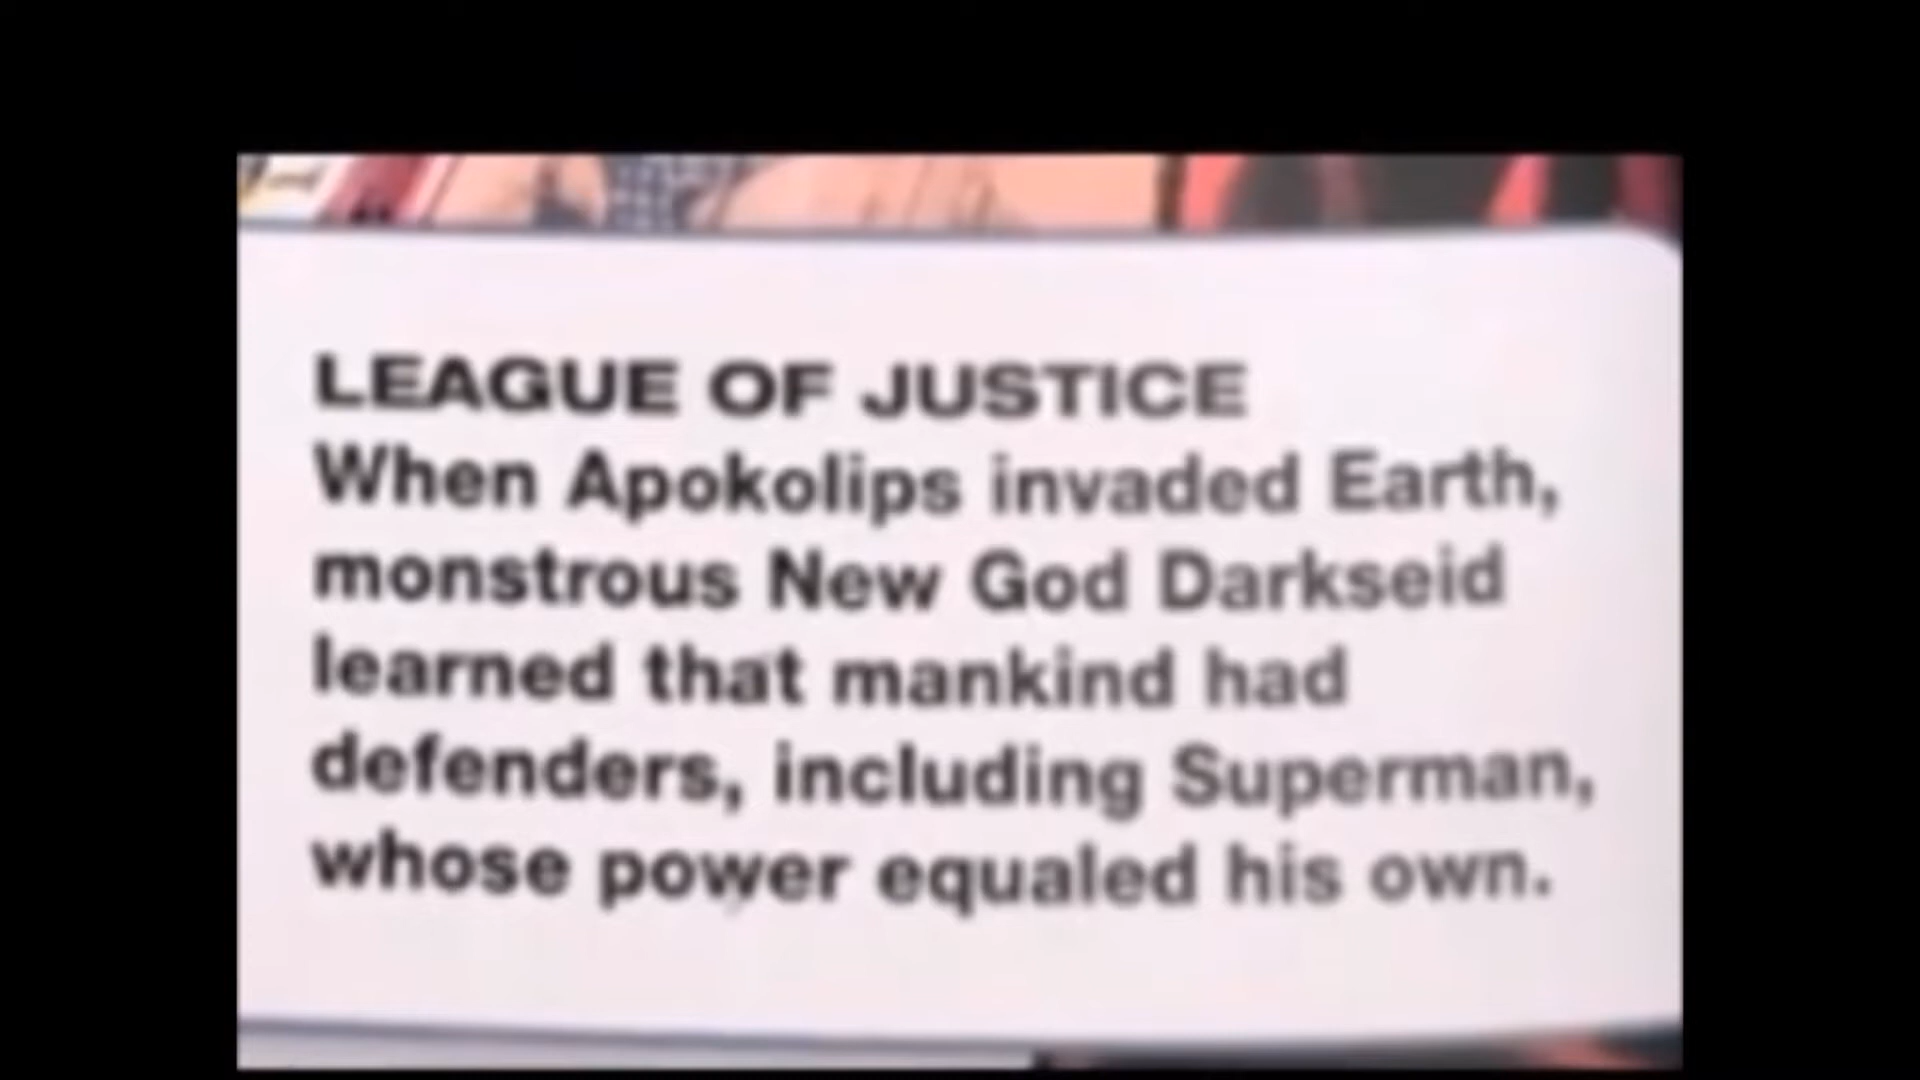 LEAGUE OF JUSTICE
When Apokolips invaded Earth,
monstrous New God Darkseid
learned that mankind had
defenders, including Superman,
whose power equaled his own.